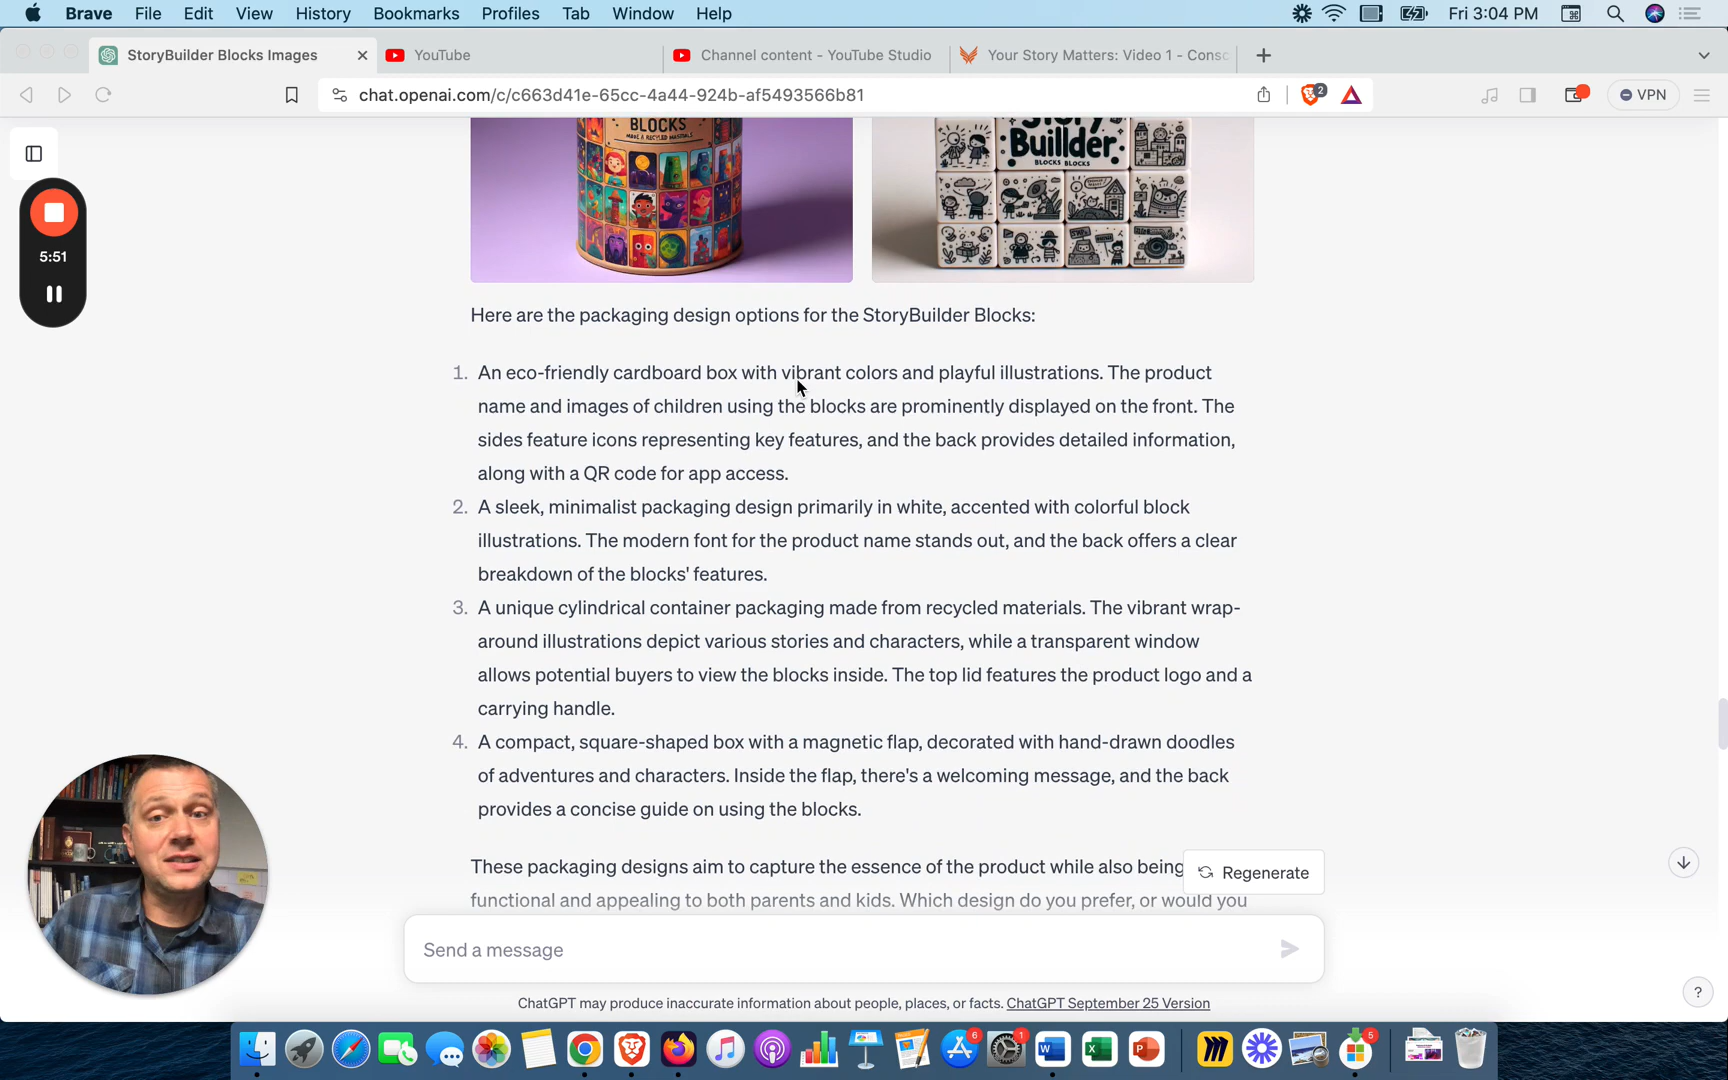 Brave File Edit View History Bookmarks Profiles Tab Window Help Fri 3:04 PM
StoryBuilder Blocks Images YouTube Channel content - YouTube Studio Your Story Matters: Video 1 - Consc
chat.openai.com/c/c663d41e-65cc-4a44-924b-af5493566b81 2 VPN
BLOCKS
MAKE A RECYCLED MASTERIALS
Story
Builder.
BLOCKS BLOCKS
5:51
Here are the packaging design options for the StoryBuilder Blocks:
1. An eco-friendly cardboard box with vibrant colors and playful illustrations. The product
name and images of children using the blocks are prominently displayed on the front. The
sides feature icons representing key features, and the back provides detailed information,
along with a QR code for app access.
2. A sleek, minimalist packaging design primarily in white, accented with colorful block
illustrations. The modern font for the product name stands out, and the back offers a clear
breakdown of the blocks' features.
3. A unique cylindrical container packaging made from recycled materials. The vibrant wrap-
around illustrations depict various stories and characters, while a transparent window
allows potential buyers to view the blocks inside. The top lid features the product logo and a
carrying handle.
4. A compact, square-shaped box with a magnetic flap, decorated with hand-drawn doodles
of adventures and characters. Inside the flap, there's a welcoming message, and the back
provides a concise guide on using the blocks.
These packaging designs aim to capture the essence of the product while also being
functional and appealing to both parents and kids. Which design do you prefer, or would you
Regenerate
Send a message
ChatGPT may produce inaccurate information about people, places, or facts. ChatGPT September 25 Version
?
6 1 W X P 5